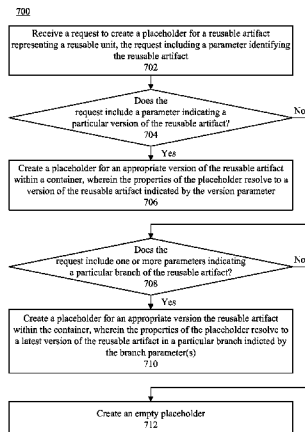 700
Receive a request to create a placeholder for a reusable artifact
representing a reusable unit, the request including a parameter identifying
the reusable artifact
702
Does the
request include a parameter indicating a
particular version of the reusable artifact?
704
No
Yes
Create a placeholder for an appropriate version of the reusable artifact
within a container, wherein the properties of the placeholder resolve to a
version of the reusable artifact indicated by the version parameter
706
Does the
request include one or more parameters indicating
a particular branch of the reusable artifact?
708
No
Yes
Create a placeholder for an appropriate version the reusable artifact
within the container, wherein the properties of the placeholder resolve to
a latest version of the reusable artifact in a particular branch indicted by
the branch parameter(s)
710
Create an empty placeholder
712